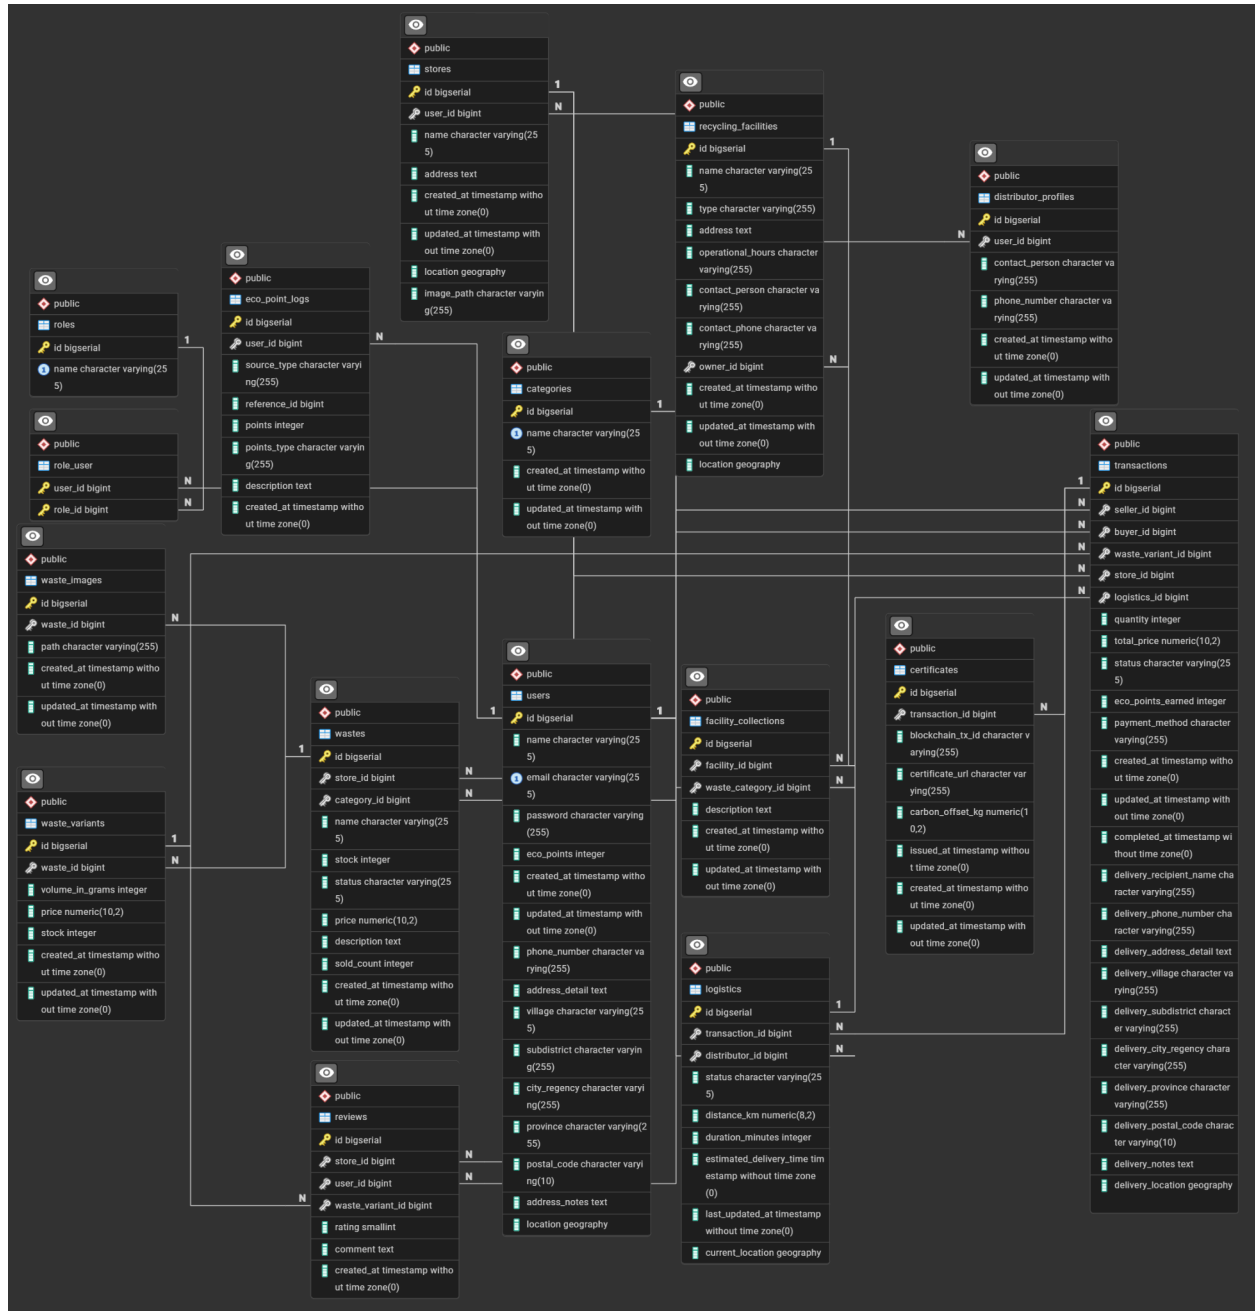 public
stores
id bigserial
user_id bigint
name character varying(25
5)
address text
created_at timestamp witho
ut time zone(0)
updated_at timestamp with
out time zone(0)
location geography
image_path character varyin
g(255)
1
N
public
recycling_facilities
id bigserial
name character varying(25
5)
type character varying(255)
address text
operational_hours character
varying(255)
contact_person character va
rying(255)
contact_phone character va
rying(255)
owner_id bigint
created_at timestamp witho
ut time zone(0)
updated_at timestamp with
out time zone(0)
location geography
1
N
public
distributor_profiles
id bigserial
user_id bigint
contact_person character va
rying(255)
phone_number character va
rying(255)
created_at timestamp witho
ut time zone(0)
updated_at timestamp with
out time zone(0)
N
public
eco_point_logs
id bigserial
user_id bigint
source_type character varyi
ng(255)
reference_id bigint
points integer
points_type character varyin
g(255)
description text
created_at timestamp witho
ut time zone(0)
N
public
roles
id bigserial
name character varying(25
5)
1
public
role_user
user_id bigint
role_id bigint
N
N
public
categories
id bigserial
name character varying(25
5)
created_at timestamp witho
ut time zone(0)
updated_at timestamp with
out time zone(0)
1
public
transactions
id bigserial
seller_id bigint
buyer_id bigint
waste_variant_id bigint
store_id bigint
logistics_id bigint
quantity integer
total_price numeric(10,2)
status character varying(25
5)
eco_points_earned integer
payment_method character
varying(255)
created_at timestamp witho
ut time zone(0)
updated_at timestamp with
out time zone(0)
completed_at timestamp wi
thout time zone(0)
delivery_recipient_name cha
racter varying(255)
delivery_phone_number cha
racter varying(255)
delivery_address_detail text
delivery_village character va
rying(255)
delivery_subdistrict charact
er varying(255)
delivery_city_regency chara
cter varying(255)
delivery_province character
varying(255)
delivery_postal_code charac
ter varying(10)
delivery_notes text
delivery_location geography
1
N
N
N
N
N
public
waste_images
id bigserial
waste_id bigint
path character varying(255)
created_at timestamp witho
ut time zone(0)
updated_at timestamp with
out time zone(0)
N
public
certificates
id bigserial
transaction_id bigint
blockchain_tx_id character v
arying(255)
certificate_url character var
ying(255)
carbon_offset_kg numeric(1
0,2)
issued_at timestamp withou
t time zone(0)
created_at timestamp witho
ut time zone(0)
updated_at timestamp with
out time zone(0)
N
public
users
id bigserial
name character varying(25
5)
email character varying(25
5)
password character varying
(255)
eco_points integer
created_at timestamp witho
ut time zone(0)
updated_at timestamp with
out time zone(0)
phone_number character va
rying(255)
address_detail text
village character varying(25
5)
subdistrict character varyin
g(255)
city_regency character varyi
ng(255)
province character varying(2
55)
postal_code character varyi
ng(10)
address_notes text
location geography
1
1
public
facility_collections
id bigserial
facility_id bigint
waste_category_id bigint
description text
created_at timestamp witho
ut time zone(0)
updated_at timestamp with
out time zone(0)
N
N
public
wastes
id bigserial
store_id bigint
category_id bigint
name character varying(25
5)
stock integer
status character varying(25
5)
price numeric(10,2)
description text
sold_count integer
created_at timestamp witho
ut time zone(0)
updated_at timestamp with
out time zone(0)
1
N
N
public
waste_variants
id bigserial
waste_id bigint
volume_in_grams integer
price numeric(10,2)
stock integer
created_at timestamp witho
ut time zone(0)
updated_at timestamp with
out time zone(0)
1
N
public
logistics
id bigserial
transaction_id bigint
distributor_id bigint
status character varying(25
5)
distance_km numeric(8,2)
duration_minutes integer
estimated_delivery_time tim
estamp without time zone
(0)
last_updated_at timestamp
without time zone(0)
current_location geography
1
N
N
public
reviews
id bigserial
store_id bigint
user_id bigint
waste_variant_id bigint
rating smallint
comment text
created_at timestamp witho
ut time zone(0)
N
N
N